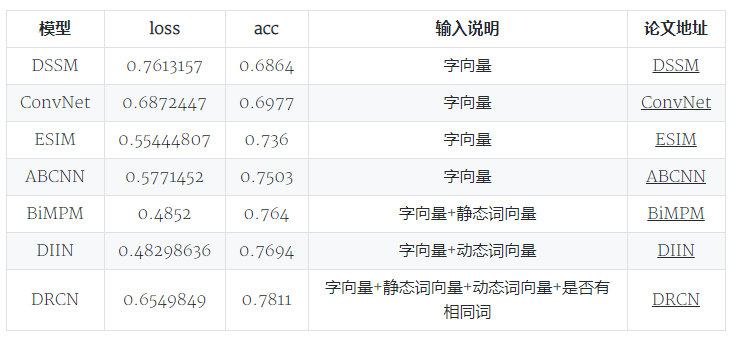 模型 loss acc 输入说明 论文地址
DSSM 0.7613157 0.6864 字向量 DSSM
ConvNet 0.6872447 0.6977 字向量 ConvNet
ESIM 0.55444807 0.736 字向量 ESIM
ABCNN 0.5771452 0.7503 字向量 ABCNN
BiMPM 0.4852 0.764 字向量+静态词向量 BiMPM
DIIN 0.48298636 0.7694 字向量+动态词向量 DIIN
DRCN 0.6549849 0.7811 字向量+静态词向量+动态词向量+是否有 DRCN
相同词